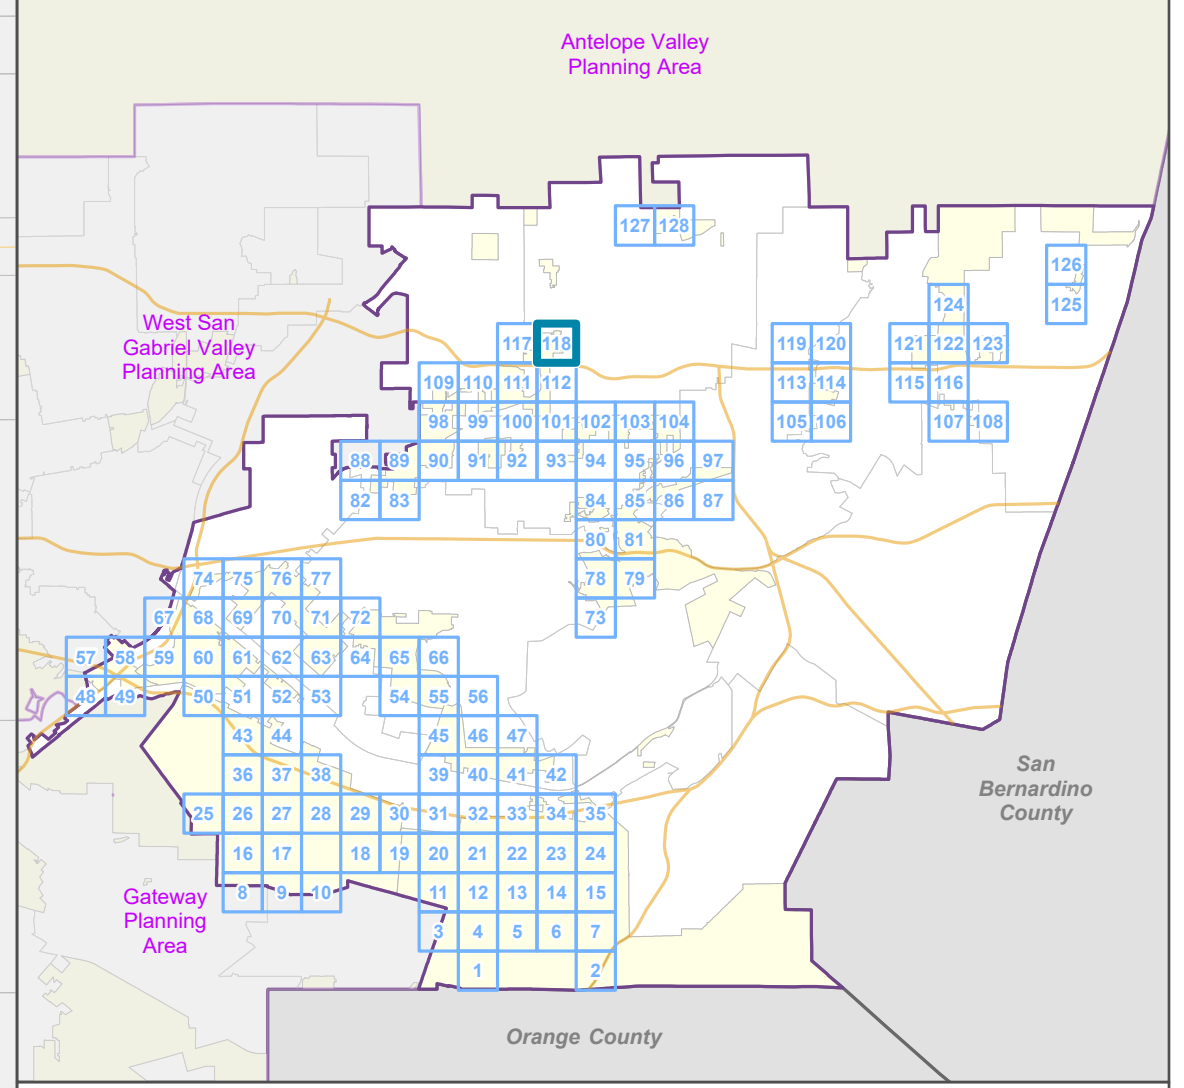 Antelope Valley
Planning Area
127 128
126
124 125
West San
Gabriel Valley
Planning Area
117 118 119 120 121 122 123
109 110 111 112 113 114 115 116
98 99 100 101 102 103 104 105 106 107 108
88 89 90 91 92 93 94 95 96 97
82 83 84 85 86 87
80 81
74 75 76 77 78 79
67 68 69 70 71 72 73
57 58 59 60 61 62 63 64 65 66
48 49 50 51 52 53 54 55 56
43 44 45 46 47
36 37 38 39 40 41 42
San
Bernardino
County
25 26 27 28 29 30 31 32 33 34 35
16 17 18 19 20 21 22 23 24
8 9 10 11 12 13 14 15
Gateway
Planning
Area
3 4 5 6 7
1 2
Orange County